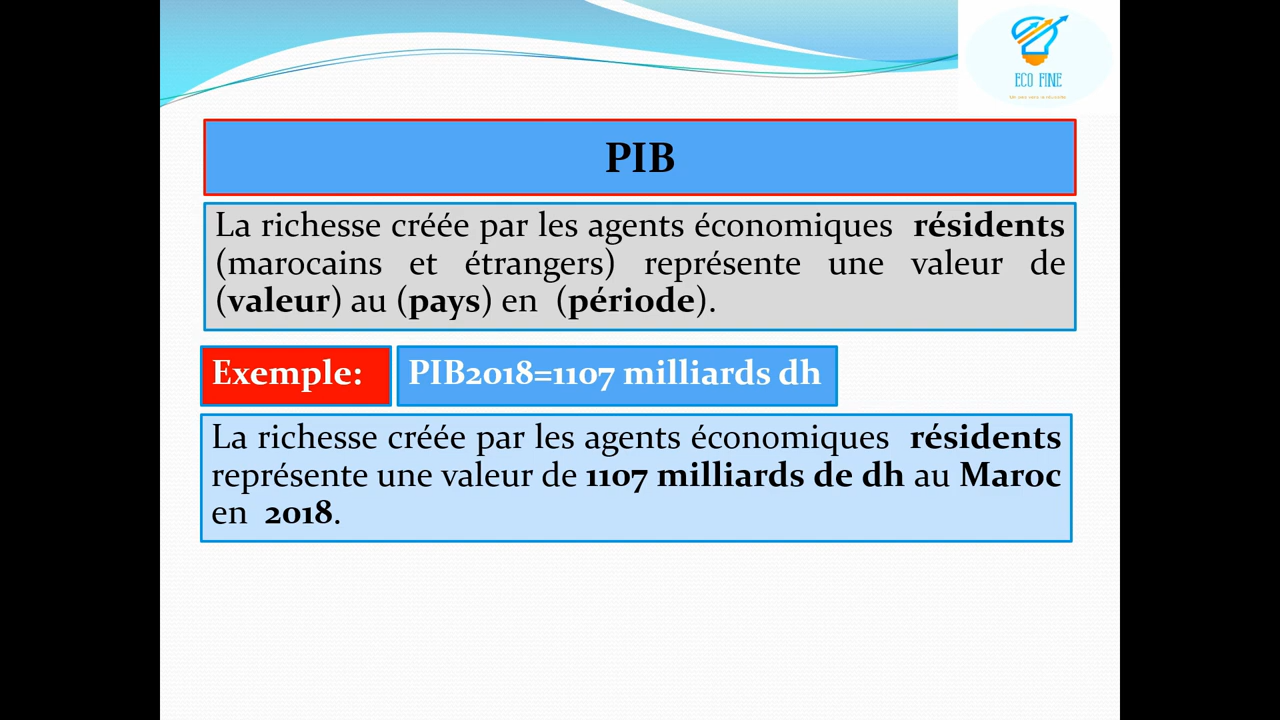 ECO FINE
PIB
La richesse créée par les agents économiques résidents
(marocains et étrangers) représente une valeur de
(valeur) au (pays) en (période).
Exemple:
PIB2018=1107 milliards dh
La richesse créée par les agents économiques résidents
représente une valeur de 1107 milliards de dh au Maroc
en 2018.